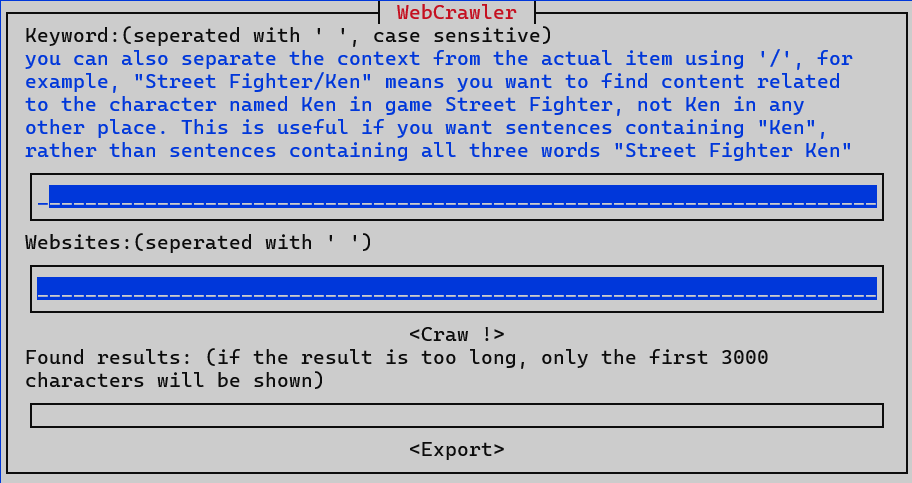 WebCrawler
Keyword:(seperated with ' ', case sensitive)
you can also separate the context from the actual item using '/', for
example, "Street Fighter/Ken" means you want to find content related
to the character named Ken in game Street Fighter, not Ken in any
other place. This is useful if you want sentences containing "Ken",
rather than sentences containing all three words "Street Fighter Ken"
Websites:(seperated with ' ')
<Craw !>
Found results: (if the result is too long, only the first 3000
characters will be shown)
<Export>